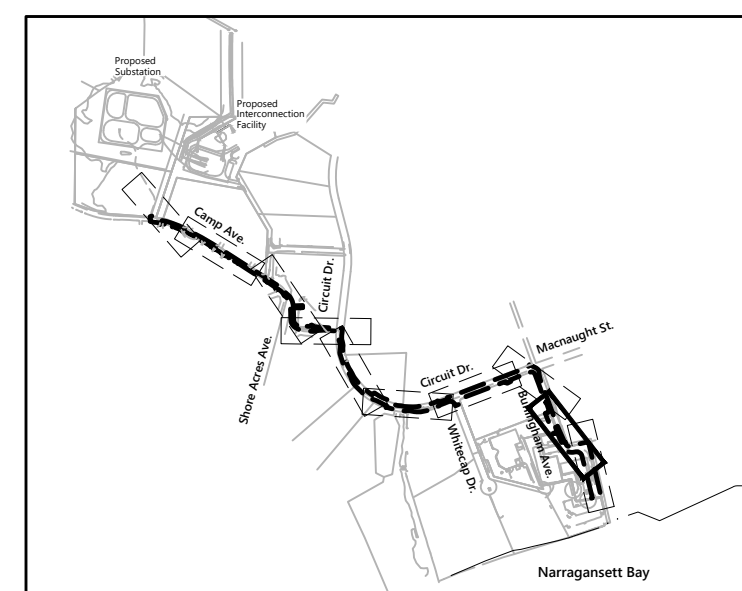 Proposed
Substation
Proposed
Interconnection
Facility
Camp Ave.
Circuit Dr.
Shore Acres Ave.
Macnaught St.
Circuit Dr.
Burlingham Ave.
Whitecap Dr.
Narragansett Bay